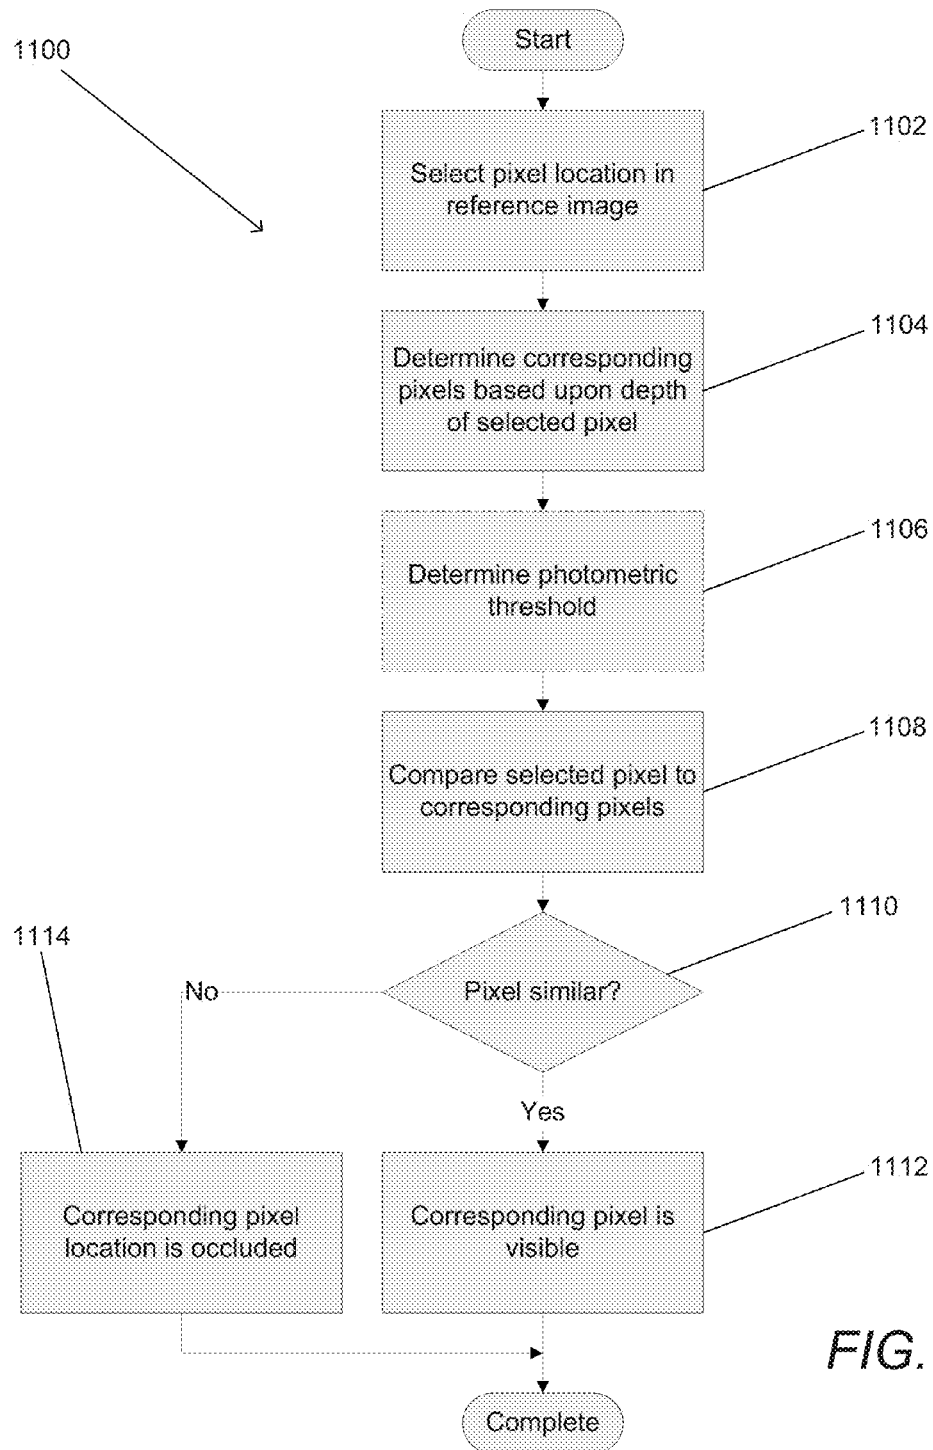 Start
1100
1102
Select pixel location in
reference image
1104
Determine corresponding
pixels based upon depth
of selected pixel
1106
Determine photometric
threshold
1108
Compare selected pixel to
corresponding pixels
1110
1114
Pixel similar?
No
Yes
1112
Corresponding pixel
location is occluded
Corresponding pixel is
visible
FIG.
Complete